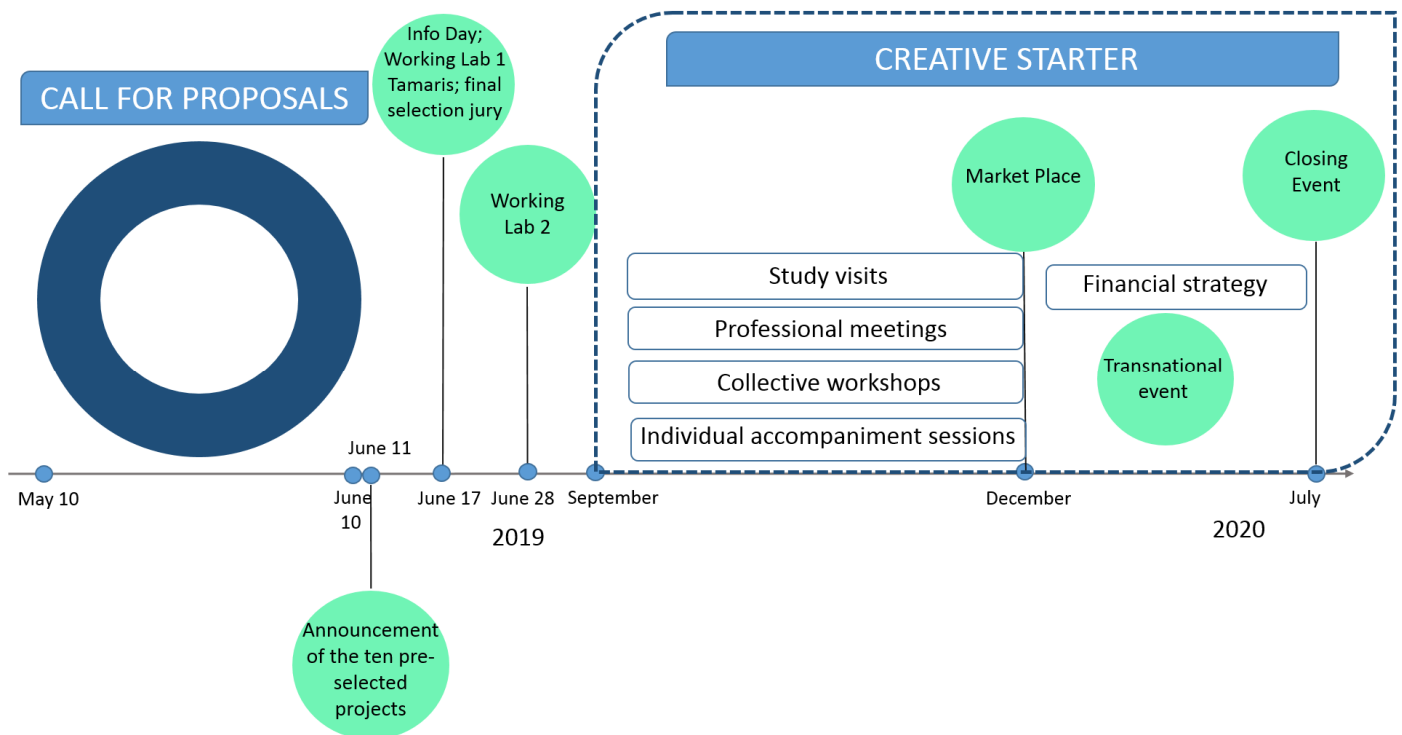 CALL FOR PROPOSALS
Info Day;
Working Lab 1
Tamaris; final
selection jury
Working
Lab 2
CREATIVE STARTER
Market Place
Closing
Event
Study visits
Professional meetings
Collective workshops
Individual accompaniment sessions
Financial strategy
Transnational
event
May 10
June
10
June 11
June 17
June 28
September
December
July
2019
2020
Announcement
of the ten pre-
selected
projects